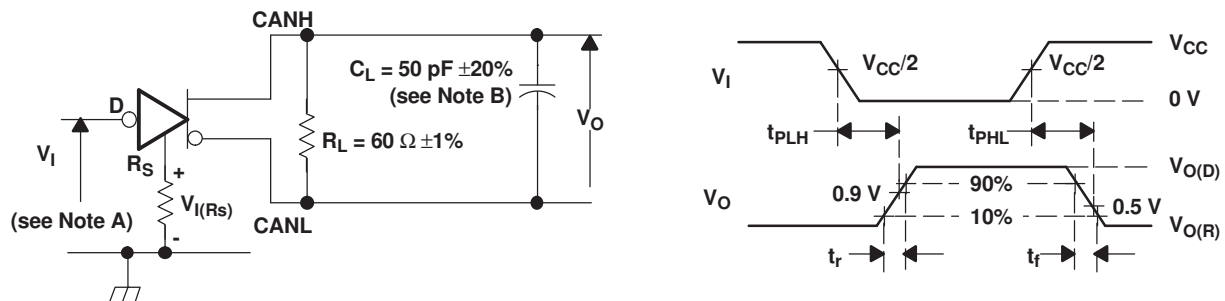 CANH
C_L = 50 pF ±20%
(see Note B)
D
V_I
R_S
+
V_I(Rs)
-
(see Note A)
R_L = 60 Ω ±1%
CANL
V_O
V_I
V_CC/2
V_CC/2
V_CC
0 V
t_PLH
t_PHL
V_O
0.9 V
90%
10%
0.5 V
V_O(D)
V_O(R)
t_r
t_f